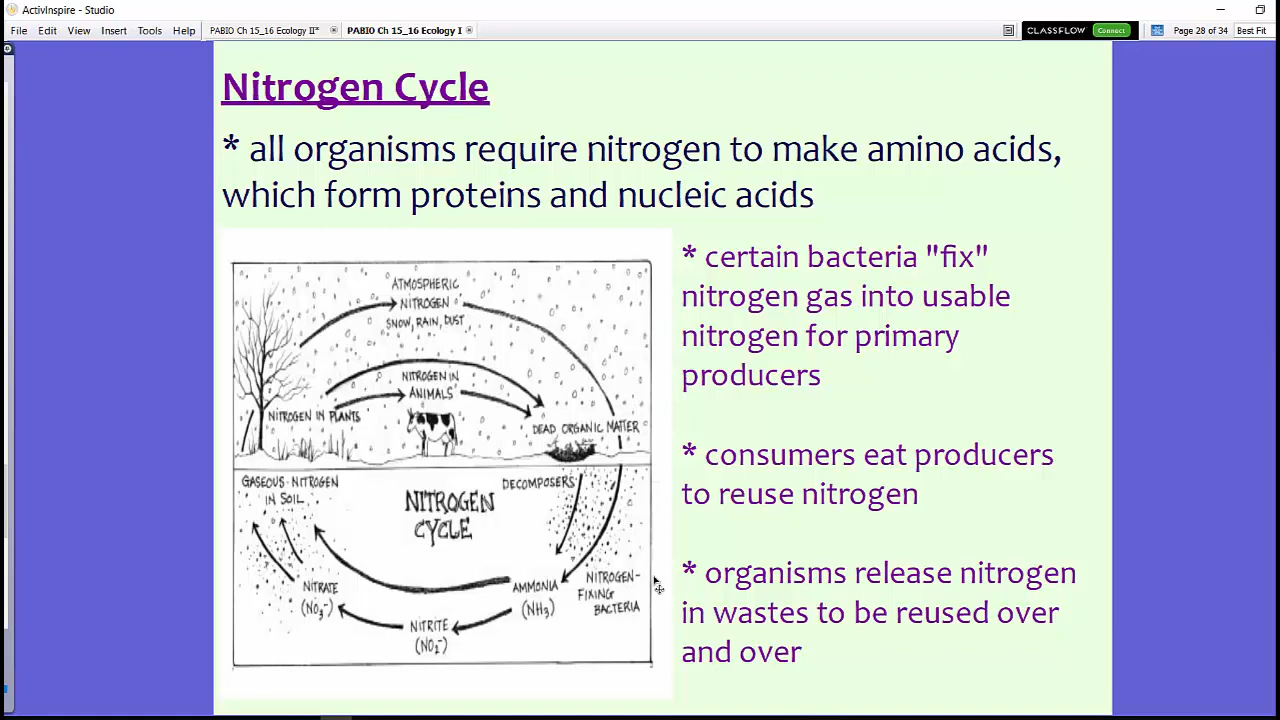 ActivInspire - Studio
File Edit View Insert Tools Help
PABIO Ch 15_16 Ecology II*
PABIO Ch 15_16 Ecology I
CLASSFLOW Connect
Page 28 of 34
Best Fit
Nitrogen Cycle
* all organisms require nitrogen to make amino acids,
which form proteins and nucleic acids
ATMOSPHERIC
NITROGEN
SNOW, RAIN, DUST
NITROGEN IN
ANIMALS
NITROGEN IN PLANTS
DEAD ORGANIC MATTER
GASEOUS-NITROGEN
IN SOIL
DECOMPOSERS
NITROGEN
CYCLE
NITRATE
(NO3-)
NITRITE
(NO2-)
AMMONIA
(NH3)
NITROGEN-
FIXING
BACTERIA
* certain bacteria "fix"
nitrogen gas into usable
nitrogen for primary
producers
* consumers eat producers
to reuse nitrogen
* organisms release nitrogen
in wastes to be reused over
and over